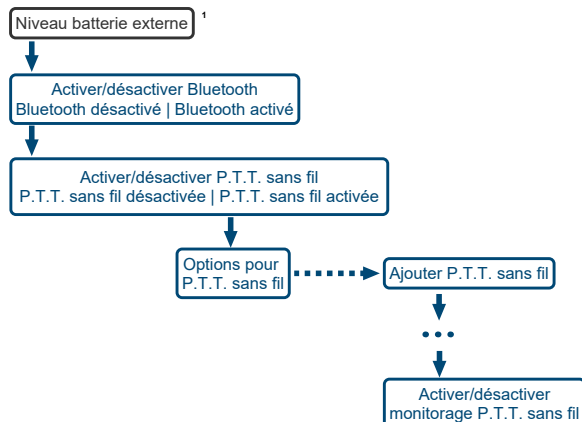 Niveau batterie externe ¹
Activer/désactiver Bluetooth
Bluetooth désactivé | Bluetooth activé
Activer/désactiver P.T.T. sans fil
P.T.T. sans fil désactivée | P.T.T. sans fil activée
Options pour
P.T.T. sans fil
Ajouter P.T.T. sans fil
Activer/désactiver
monitorage P.T.T. sans fil